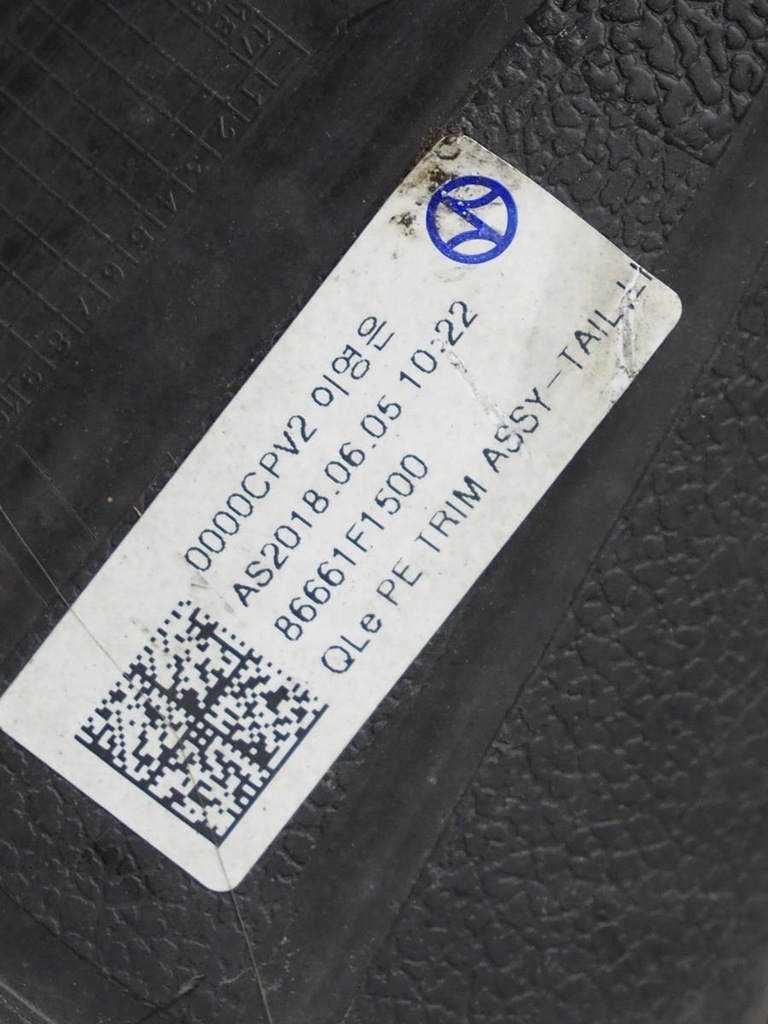 0000CPV2 이영은
AS2018.06.05 10:22
86661F1500
QLe PE TRIM ASSY-TAIL